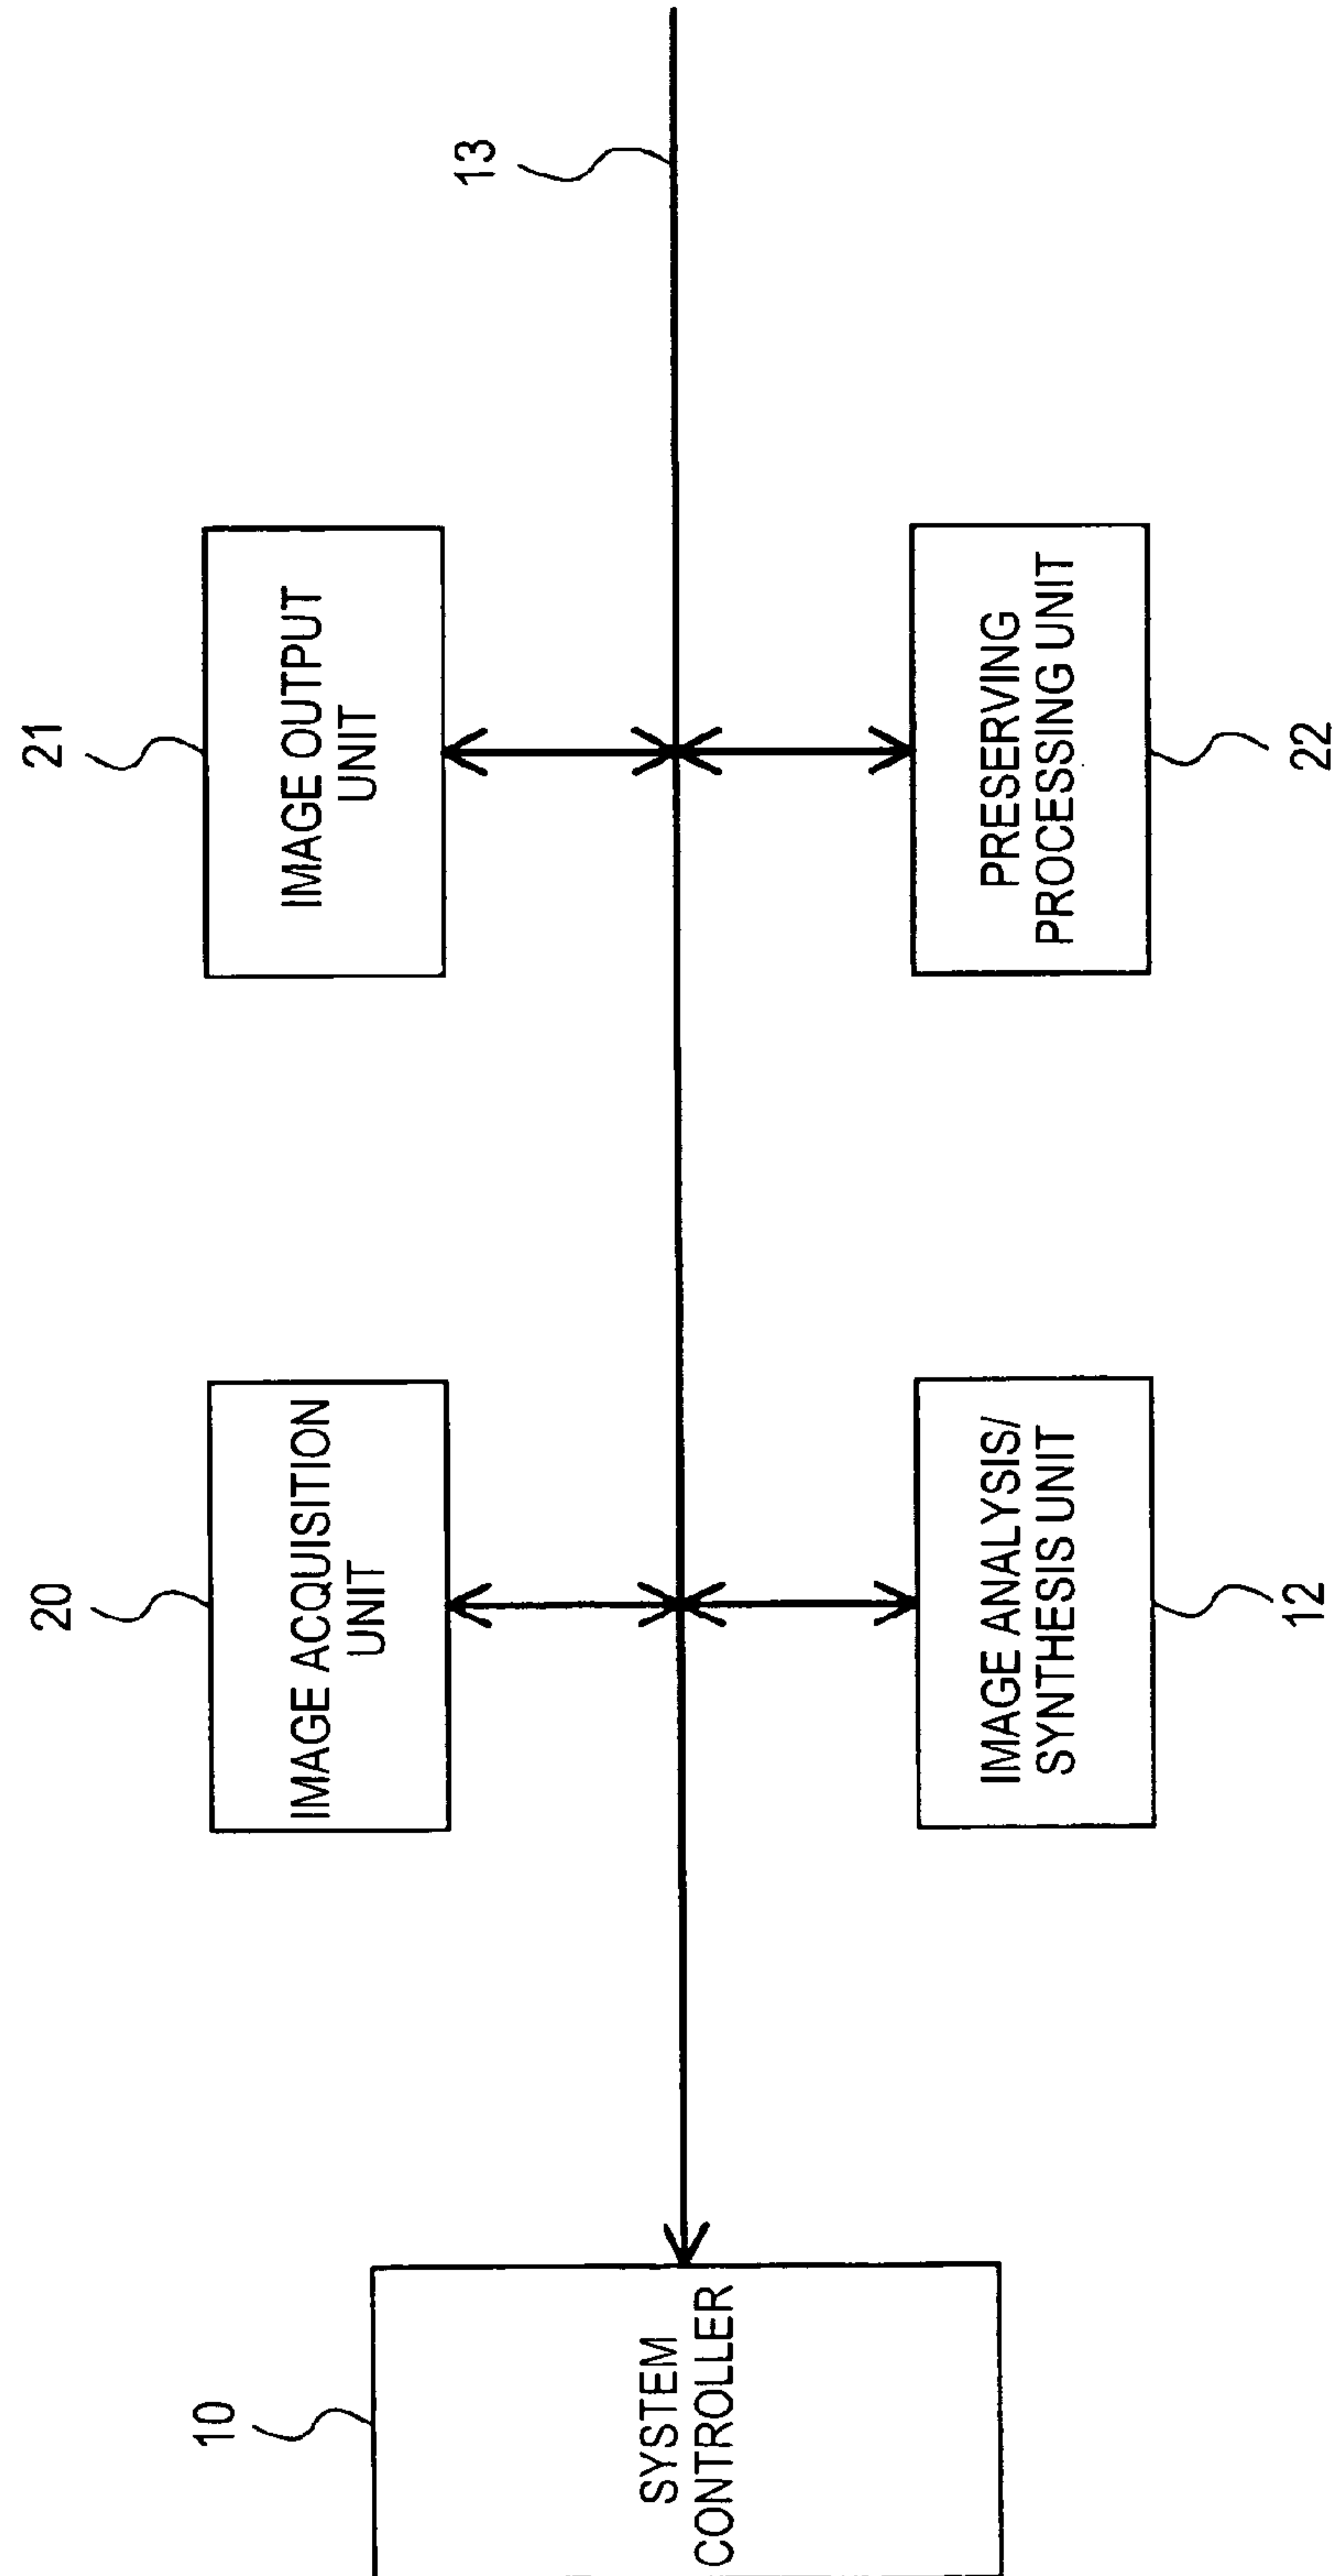 10
SYSTEM
CONTROLLER
20
IMAGE ACQUISITION
UNIT
21
IMAGE OUTPUT
UNIT
13
12
IMAGE ANALYSIS/
SYNTHESIS UNIT
22
PRESERVING
PROCESSING UNIT